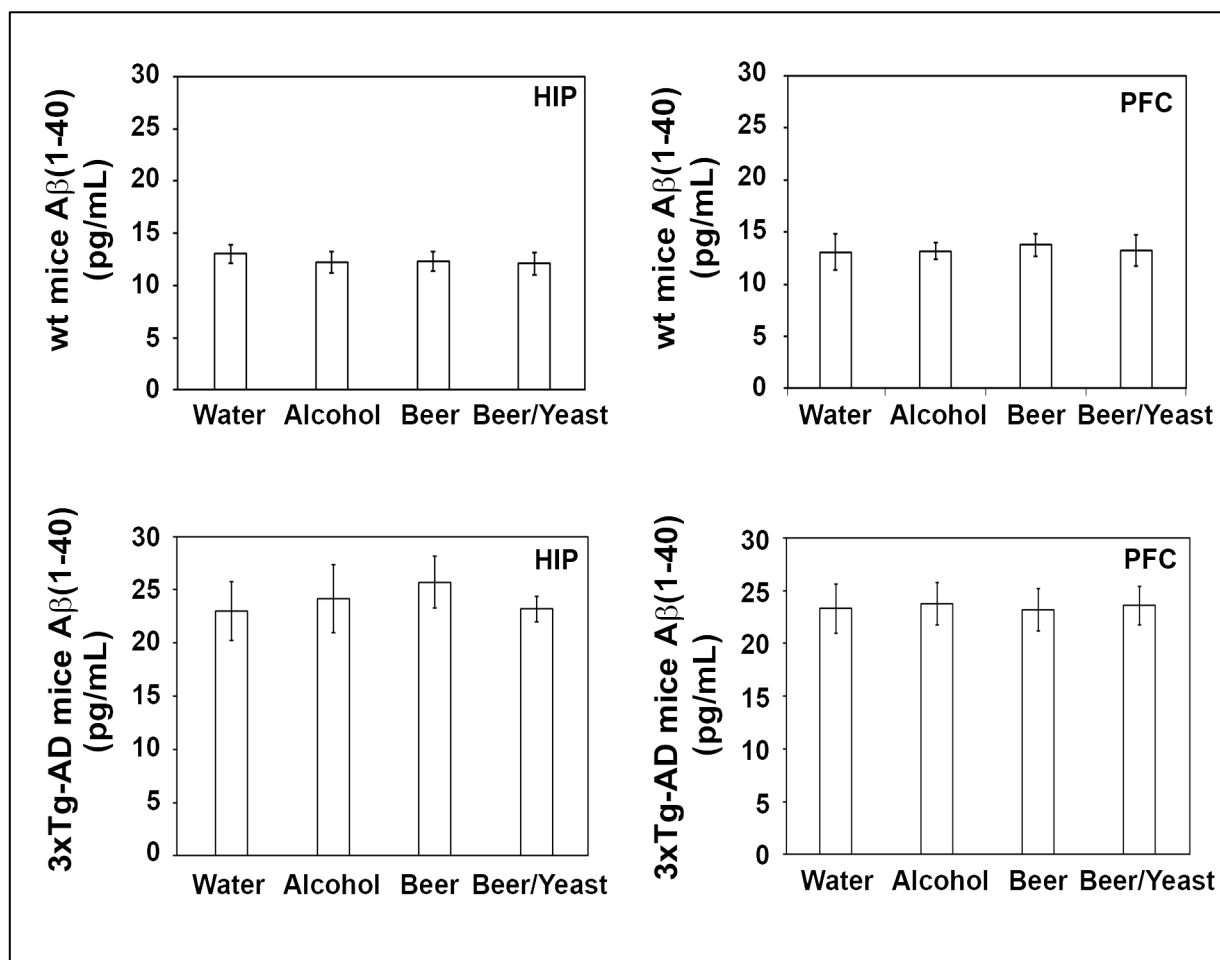 wt mice Aβ(1-40)
(pg/mL)
30
25
20
15
10
5
0
HIP
Water Alcohol Beer Beer/Yeast
wt mice Aβ(1-40)
(pg/mL)
30
25
20
15
10
5
0
PFC
Water Alcohol Beer Beer/Yeast
3xTg-AD mice Aβ(1-40)
(pg/mL)
30
25
20
15
10
5
0
HIP
Water Alcohol Beer Beer/Yeast
3xTg-AD mice Aβ(1-40)
(pg/mL)
30
25
20
15
10
5
0
PFC
Water Alcohol Beer Beer/Yeast